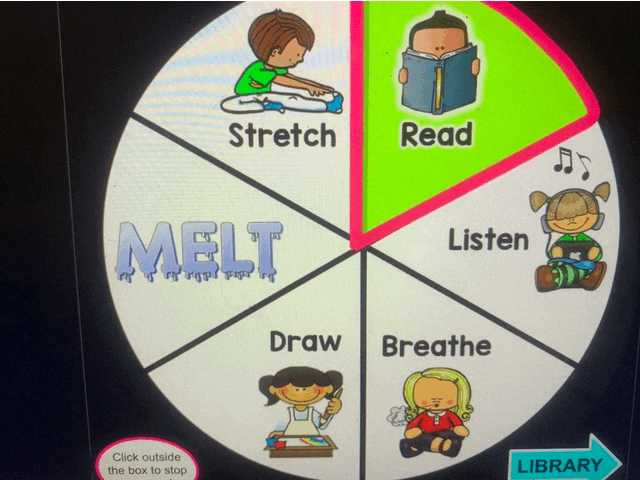 Stretch
Read
Listen
MELT
Draw
Breathe
Click outside
the box to stop
LIBRARY